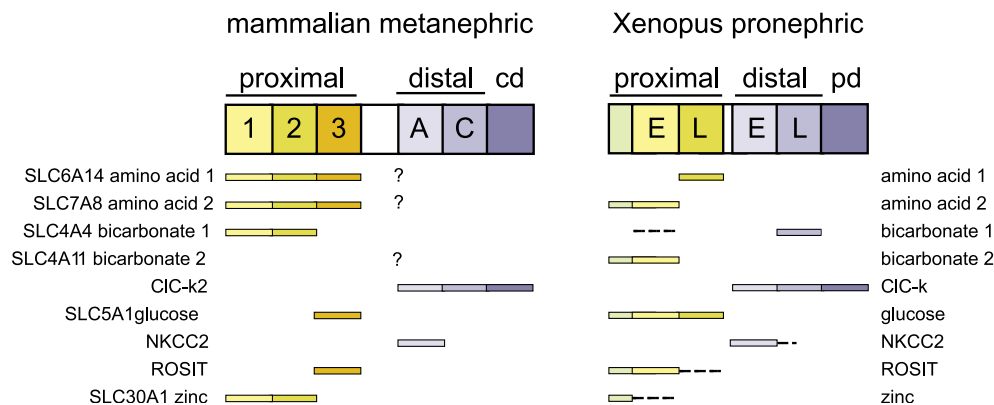 mammalian metanephric Xenopus pronephric
proximal distal cd proximal distal pd
1 2 3 A C E L E L
SLC6A14 amino acid 1 ? amino acid 1
SLC7A8 amino acid 2 ? amino acid 2
SLC4A4 bicarbonate 1 bicarbonate 1
SLC4A11 bicarbonate 2 ? bicarbonate 2
ClC-k2 ClC-k
SLC5A1glucose glucose
NKCC2 NKCC2
ROSIT ROSIT
SLC30A1 zinc zinc